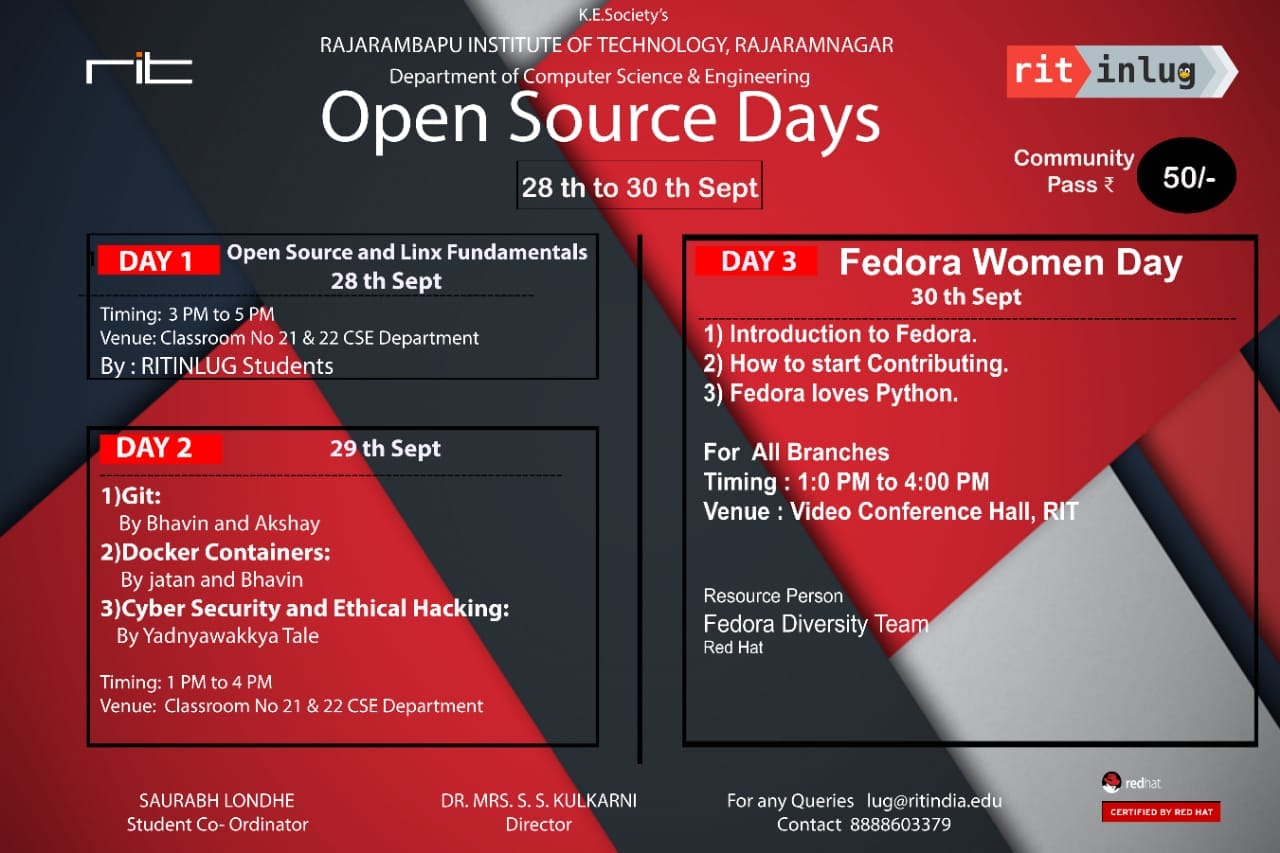 K.E.Society's
RAJARAMBAPU INSTITUTE OF TECHNOLOGY, RAJARAMNAGAR
Department of Computer Science & Engineering
rit
rit inlug
Open Source Days
28 th to 30 th Sept
Community
Pass ₹
50/-
DAY 1
Open Source and Linx Fundamentals
28 th Sept
Timing: 3 PM to 5 PM
Venue: Classroom No 21 & 22 CSE Department
By : RITINLUG Students
DAY 2
29 th Sept
1)Git:
By Bhavin and Akshay
2)Docker Containers:
By jatan and Bhavin
3)Cyber Security and Ethical Hacking:
By Yadnyawakkya Tale
Timing: 1 PM to 4 PM
Venue: Classroom No 21 & 22 CSE Department
DAY 3
Fedora Women Day
30 th Sept
1) Introduction to Fedora.
2) How to start Contributing.
3) Fedora loves Python.
For All Branches
Timing : 1:0 PM to 4:00 PM
Venue : Video Conference Hall, RIT
Resource Person
Fedora Diversity Team
Red Hat
SAURABH LONDHE
Student Co- Ordinator
DR. MRS. S. S. KULKARNI
Director
For any Queries lug@ritindia.edu
Contact 8888603379
redhat
CERTIFIED BY RED HAT